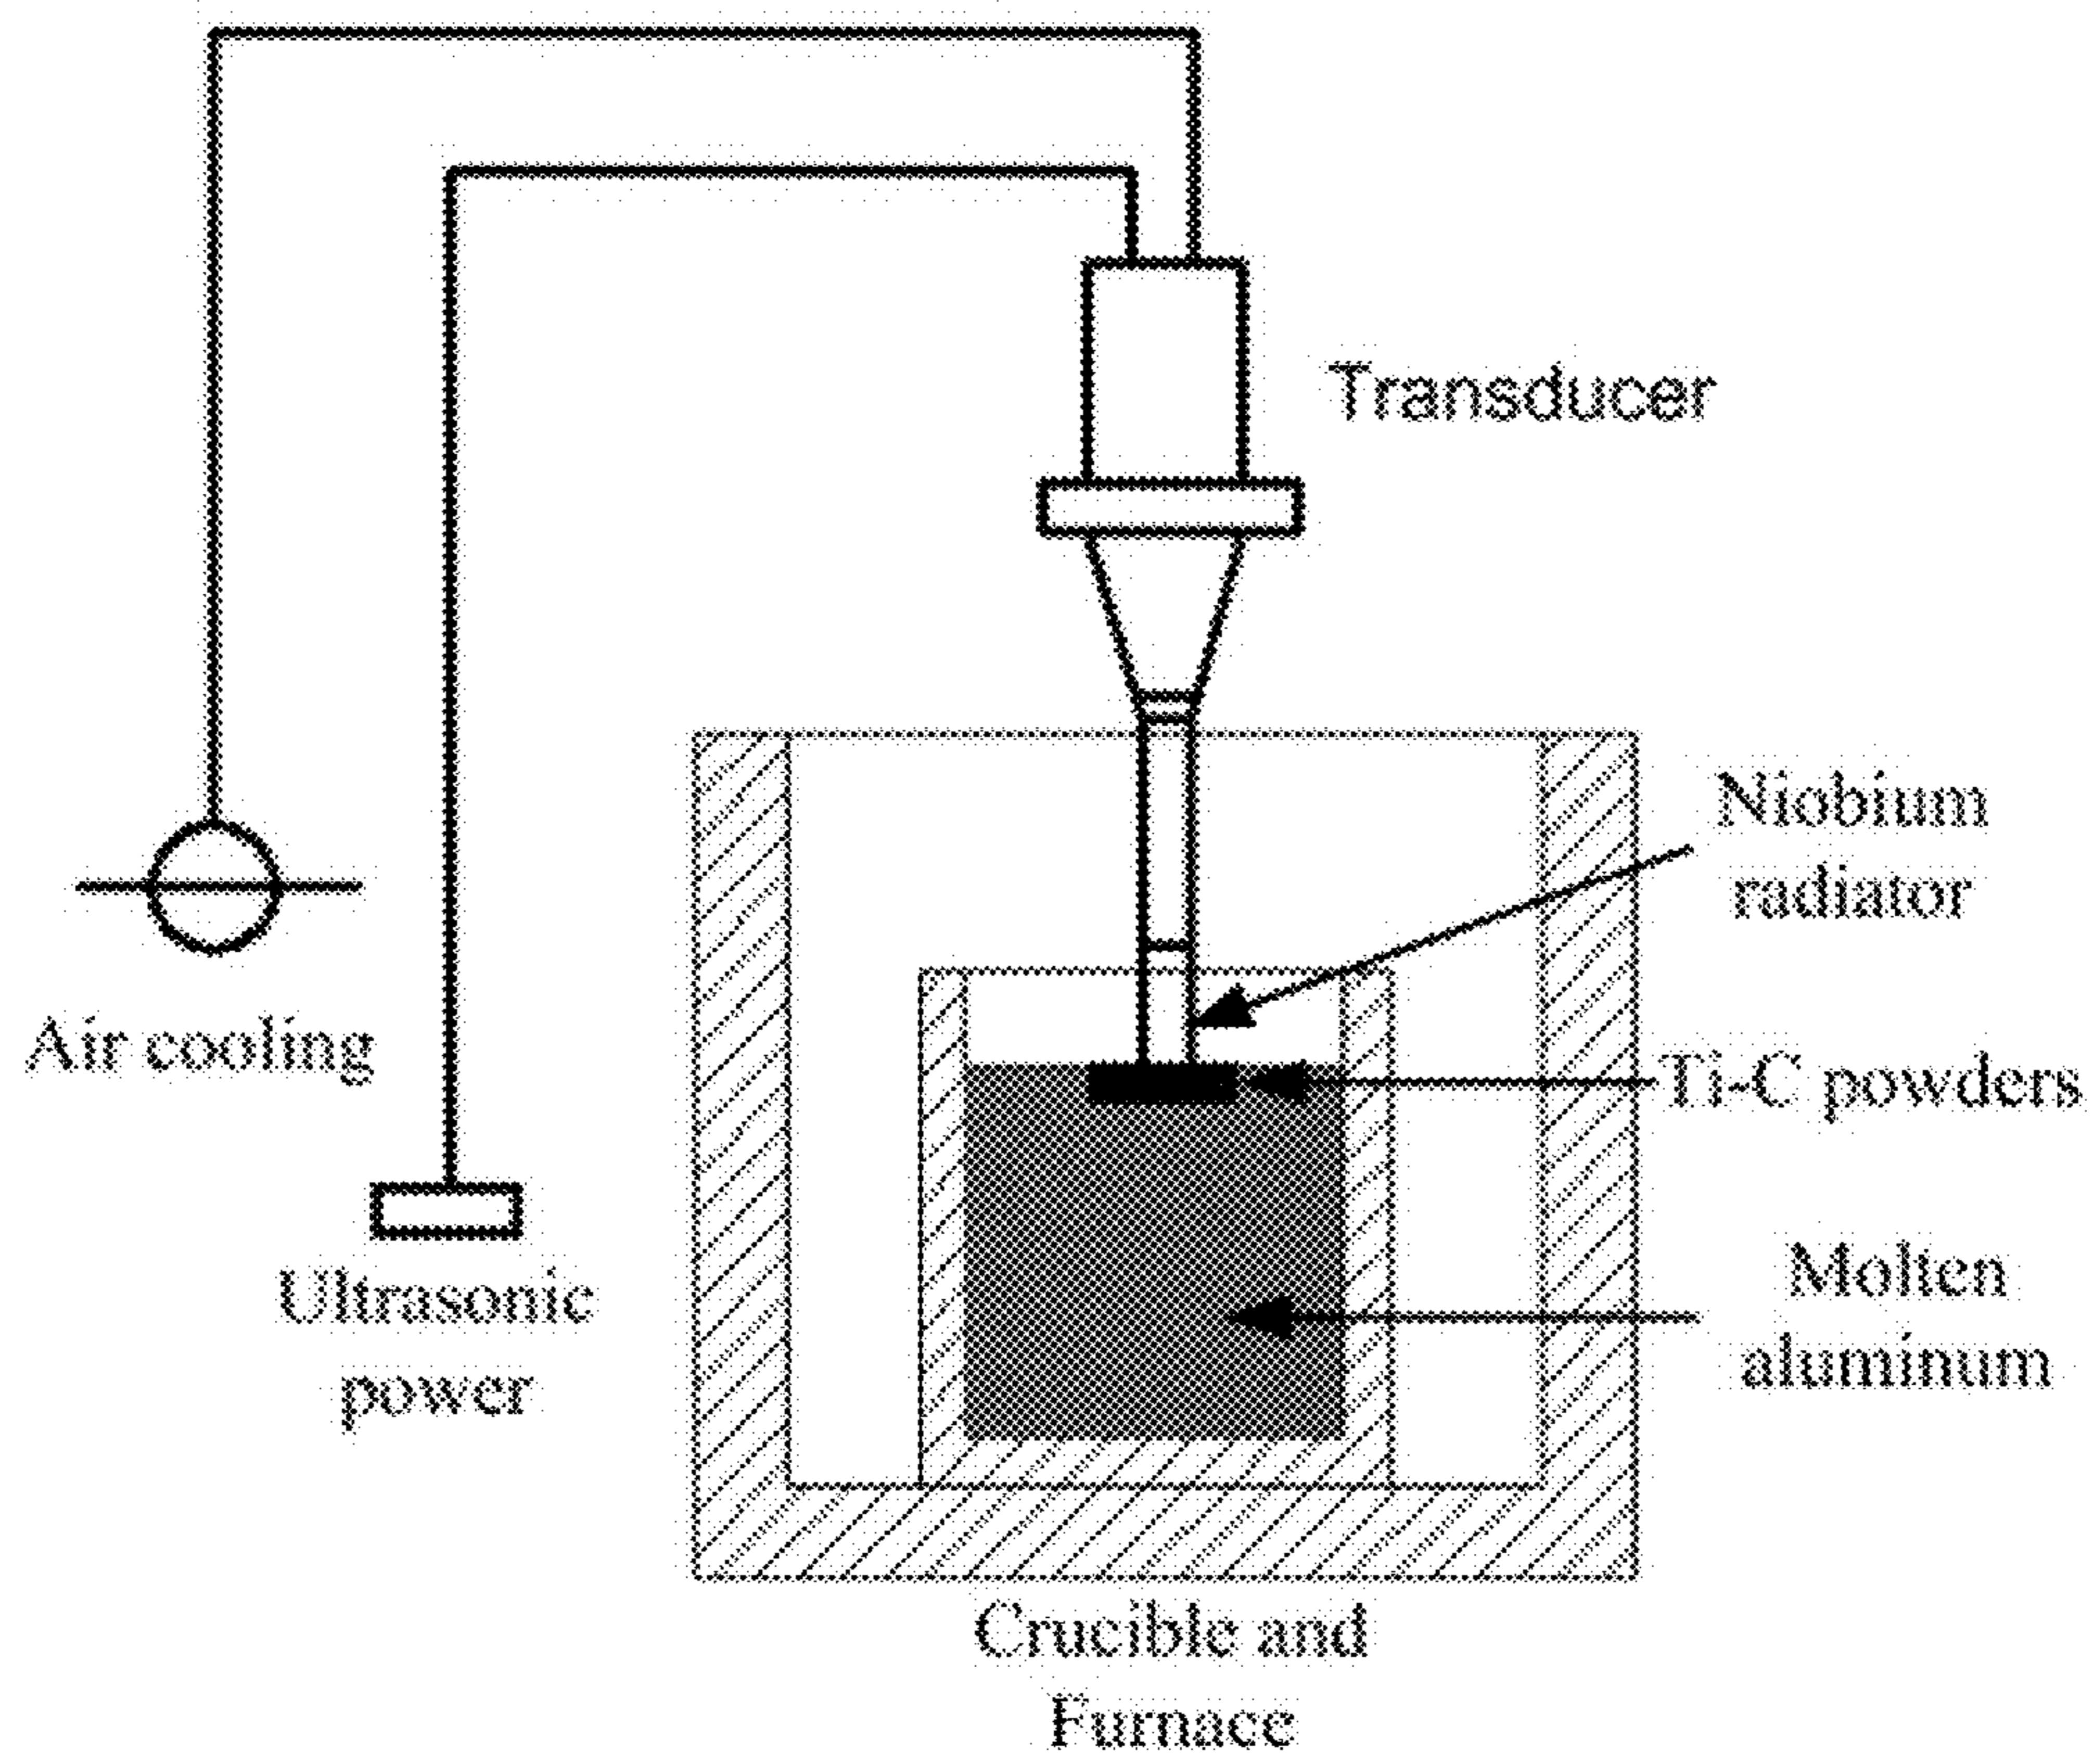 Transducer
Niobium
radiator
Air cooling
Ti-C powders
Ultrasonic
power
Molten
aluminum
Crucible and
Furnace